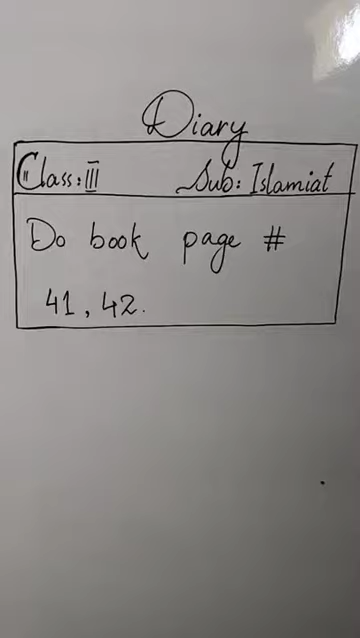 Diary
Class: III Sub: Islamiat
Do book page #
41, 42.